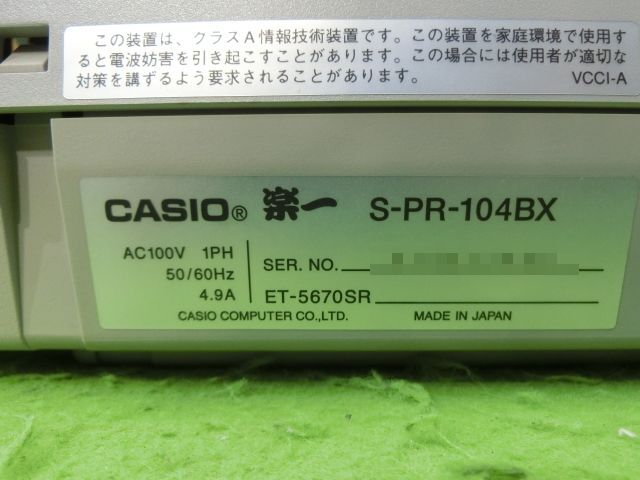 この装置は、クラスA情報技術装置です。この装置を家庭環境で使用す
ると電波妨害を引き起こすことがあります。この場合には使用者が適切な
対策を講ずるよう要求されることがあります。 VCCI-A
CASIO® 楽一 S-PR-104BX
AC100V 1PH
50/60Hz
4.9A
SER. NO.
ET-5670SR
CASIO COMPUTER CO.,LTD. MADE IN JAPAN